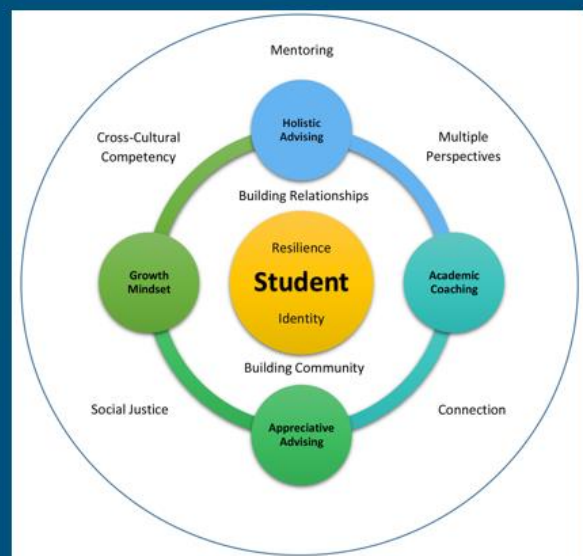 Mentoring
Holistic
Advising
Cross-Cultural
Competency
Multiple
Perspectives
Building Relationships
Resilience
Student
Identity
Growth
Mindset
Academic
Coaching
Building Community
Appreciative
Advising
Social Justice
Connection